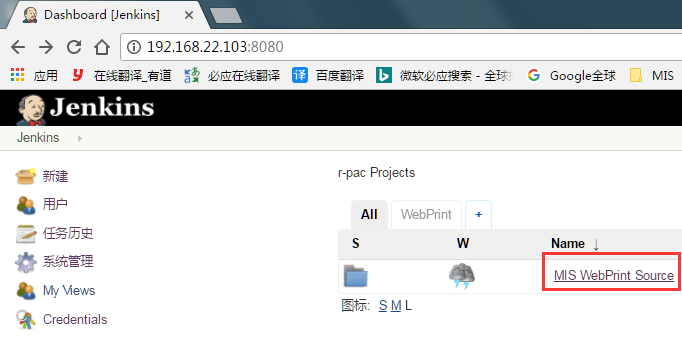 Dashboard [Jenkins]
192.168.22.103:8080
应用 在线翻译_有道 必应在线翻译 百度翻译 微软必应搜索 - 全球 Google全球 MIS
Jenkins
Jenkins
新建
用户
任务历史
系统管理
My Views
Credentials
r-pac Projects
All WebPrint +
S W Name ↓
MIS WebPrint Source
图标: S M L